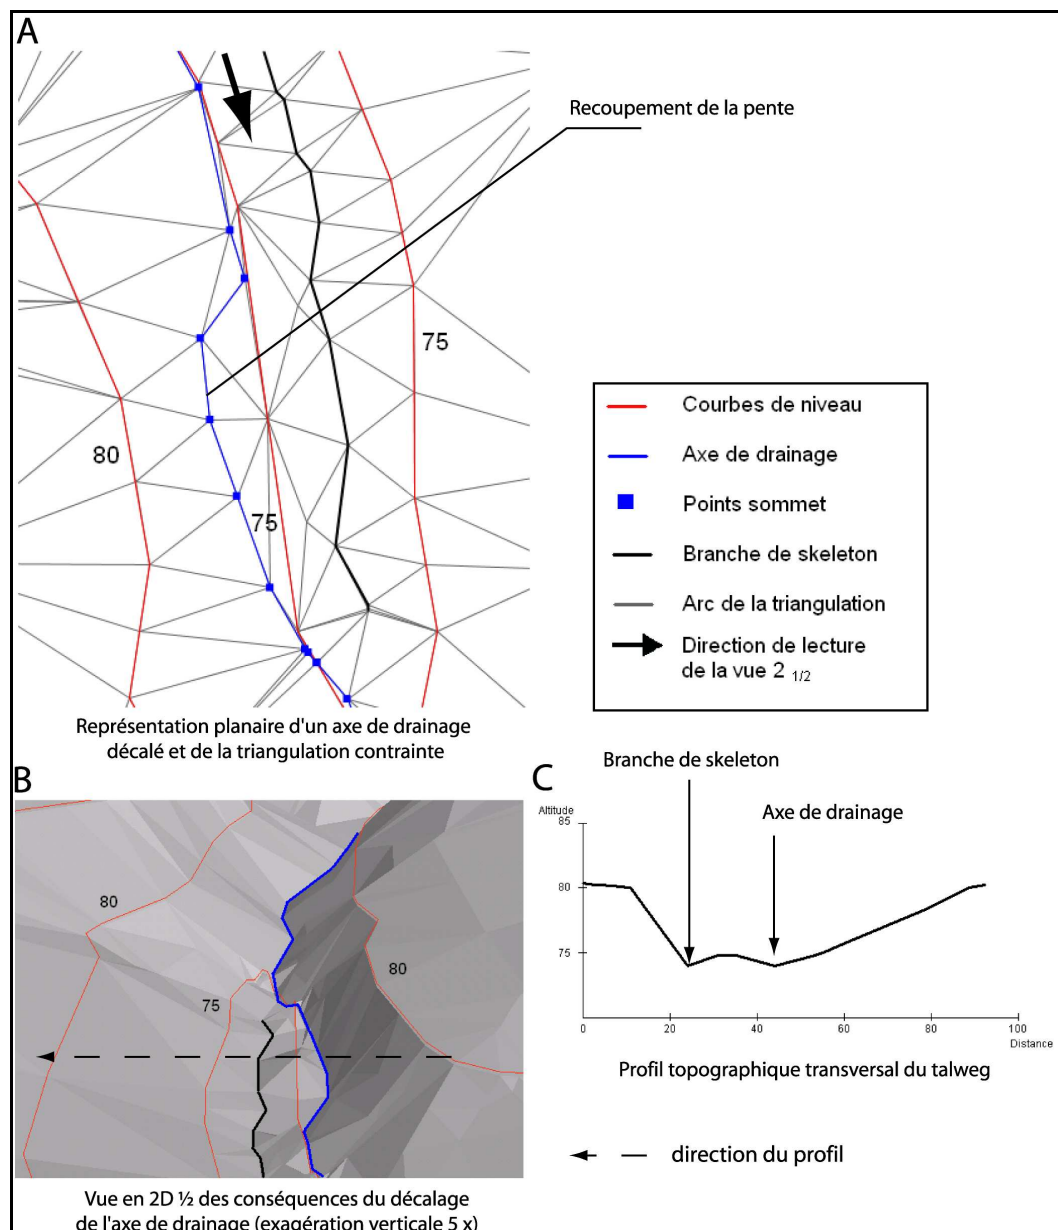 A
Recoupement de la pente
75
80
75
Courbes de niveau
Axe de drainage
Points sommet
Branche de skeleton
Arc de la triangulation
Direction de lecture
de la vue 2 1/2
Représentation planaire d'un axe de drainage
décalé et de la triangulation contrainte
B
80
80
75
Vue en 2D ½ des conséquences du décalage
de l'axe de drainage (exagération verticale 5 x)
C
Branche de skeleton
Axe de drainage
Altitude
85
80
75
0 20 40 60 80 100
Distance
Profil topographique transversal du talweg
direction du profil